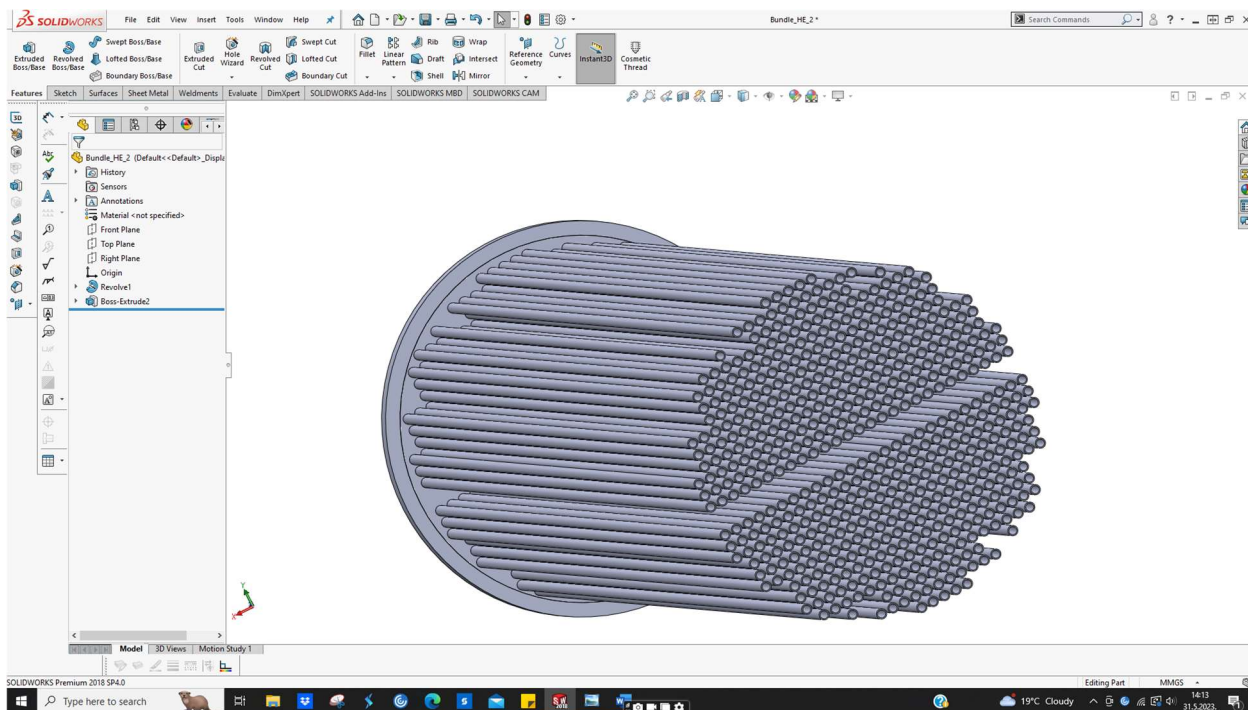 SOLIDWORKS File Edit View Insert Tools Window Help Bundle_HE_2 * Search Commands
Extruded Boss/Base
Revolved Boss/Base
Swept Boss/Base
Lofted Boss/Base
Boundary Boss/Base
Extruded Cut
Hole Wizard
Revolved Cut
Swept Cut
Lofted Cut
Boundary Cut
Fillet
Linear Pattern
Rib
Draft
Shell
Wrap
Intersect
Mirror
Reference Geometry
Curves
Instant3D
Cosmetic Thread
Features Sketch Surfaces Sheet Metal Weldments Evaluate DimXpert SOLIDWORKS Add-Ins SOLIDWORKS MBD SOLIDWORKS CAM
Bundle_HE_2 (Default<<Default>_Displa
History
Sensors
Annotations
Material <not specified>
Front Plane
Top Plane
Right Plane
Origin
Revolve1
Boss-Extrude2
Y
X
Model 3D Views Motion Study 1
SOLIDWORKS Premium 2018 SP4.0 Editing Part MMGS
Type here to search 19°C Cloudy 14:13
31.5.2023.